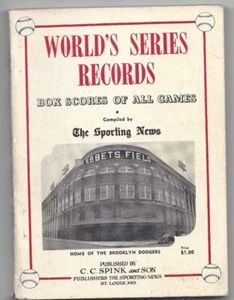 WORLD'S SERIES
RECORDS
BOX SCORES OF ALL GAMES
Compiled by
The Sporting News
EBBETS FIELD
HOME OF THE BROOKLYN DODGERS
Price
$1.00
PUBLISHED BY
C. C. SPINK and SON
PUBLISHERS THE SPORTING NEWS
ST. LOUIS, MO.